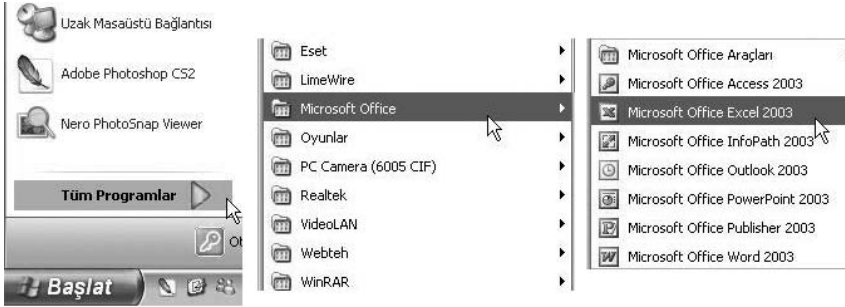 Uzak Masaüstü Bağlantısı
Adobe Photoshop CS2
Nero PhotoSnap Viewer
Tüm Programlar
Ot
Başlat
Eset
LimeWire
Microsoft Office
Oyunlar
PC Camera (6005 CIF)
Realtek
VideoLAN
Webteh
WinRAR
Microsoft Office Araçları
Microsoft Office Access 2003
Microsoft Office Excel 2003
Microsoft Office InfoPath 2003
Microsoft Office Outlook 2003
Microsoft Office PowerPoint 2003
Microsoft Office Publisher 2003
Microsoft Office Word 2003